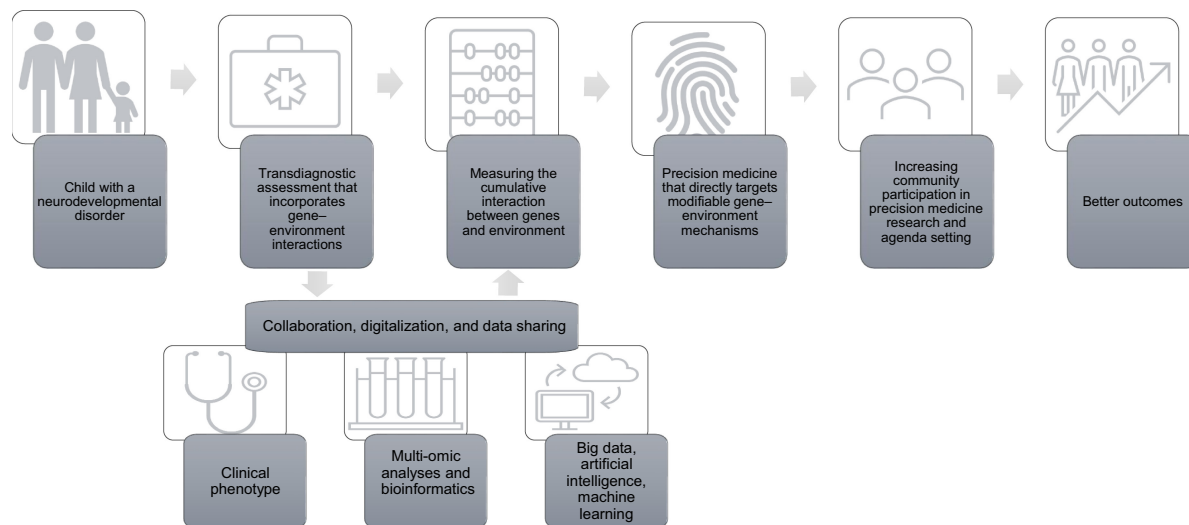 Child with a
neurodevelopmental
disorder
Transdiagnostic
assessment that
incorporates
gene–
environment
interactions
Measuring the
cumulative
interaction
between genes
and environment
Precision medicine
that directly targets
modifiable gene–
environment
mechanisms
Increasing
community
participation in
precision medicine
research and
agenda setting
Better outcomes
Collaboration, digitalization, and data sharing
Clinical
phenotype
Multi-omic
analyses and
bioinformatics
Big data,
artificial
intelligence,
machine
learning